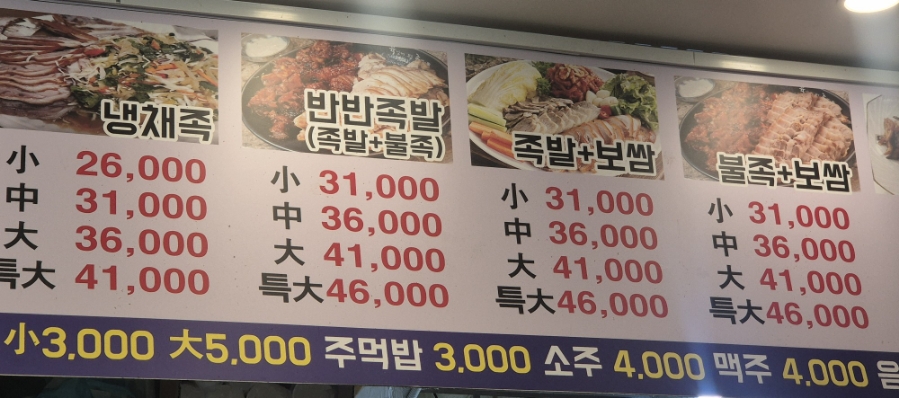 냉채족
小 26,000
中 31,000
大 36,000
특大 41,000
반반족발
(족발+불족)
小 31,000
中 36,000
大 41,000
특大 46,000
족발+보쌈
小 31,000
中 36,000
大 41,000
특大 46,000
불족+보쌈
小 31,000
中 36,000
大 41,000
특大 46,000
小 3,000 大 5,000 주먹밥 3,000 소주 4,000 맥주 4,000 음